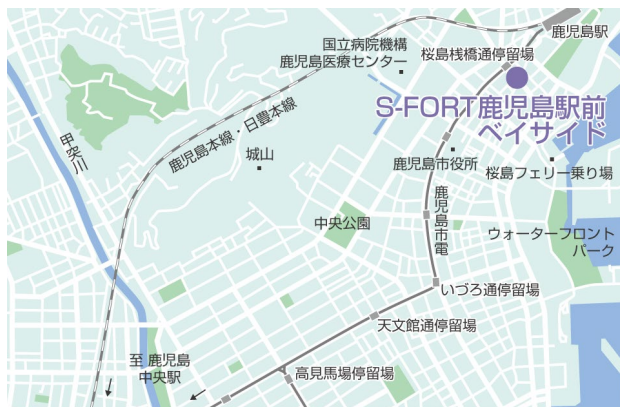 鹿児島駅
国立病院機構
鹿児島医療センター
桜島桟橋通停留場
S-FORT鹿児島駅前
ベイサイド
鹿児島本線・日豊本線
甲突川
城山
鹿児島市役所
桜島フェリー乗り場
鹿児島市電
中央公園
ウォーターフロント
パーク
いづろ通停留場
天文館通停留場
至 鹿児島
中央駅
高見馬場停留場